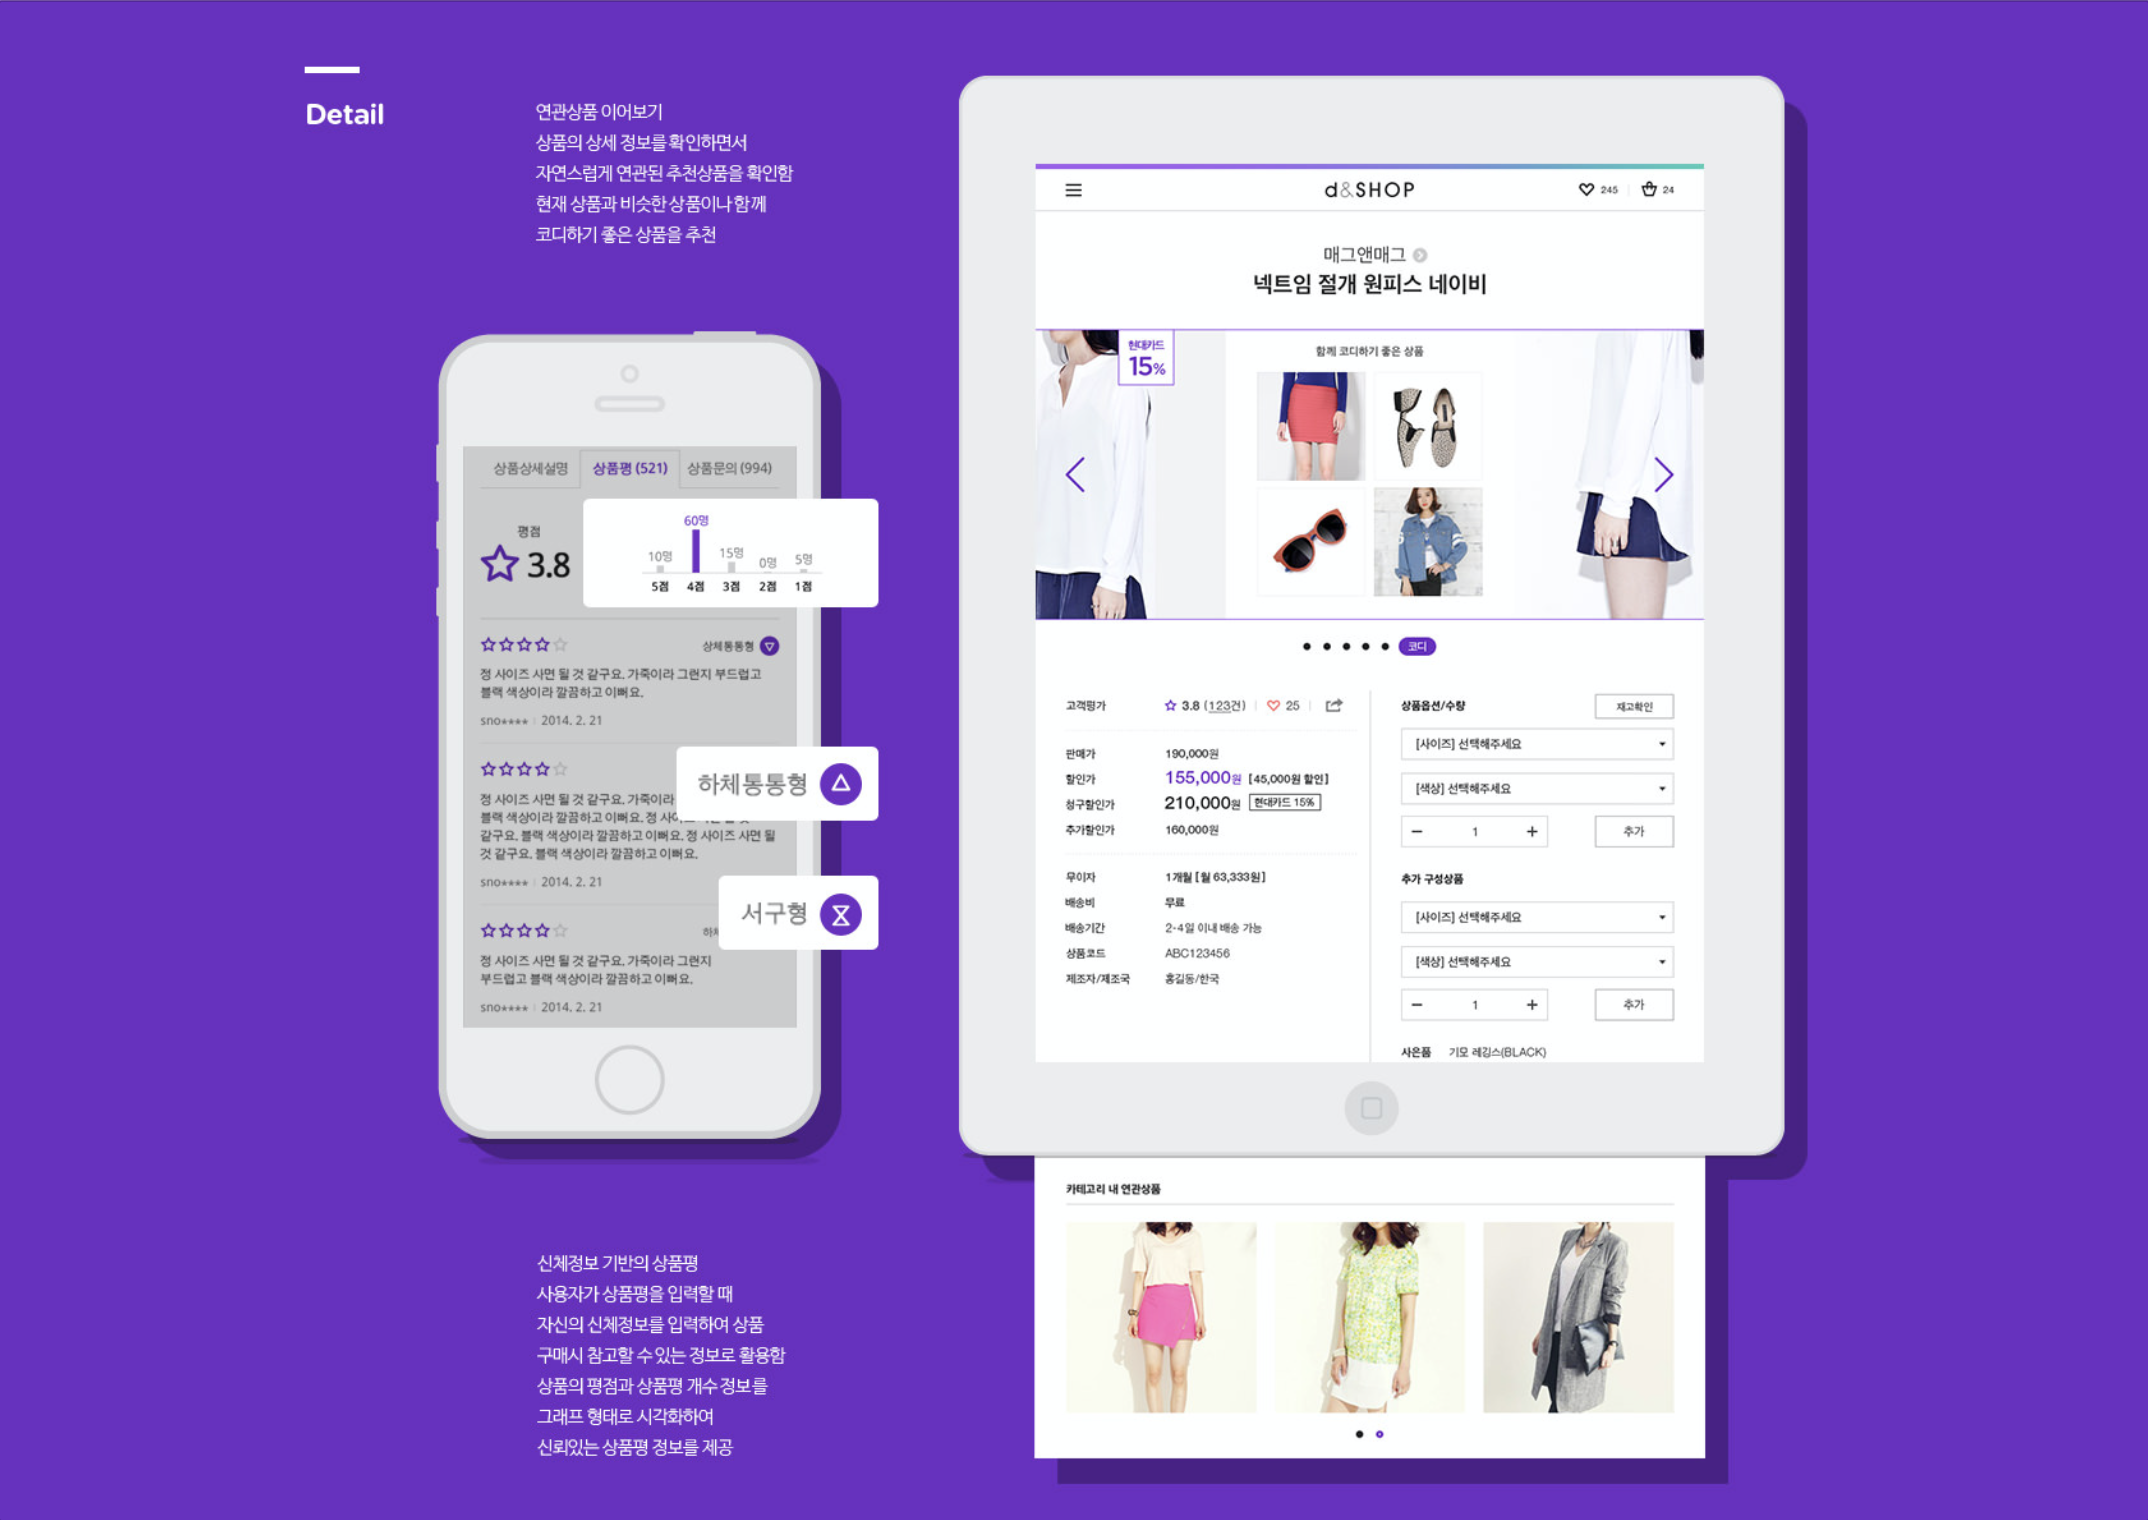 Detail
연관상품 이어보기
상품의 상세 정보를 확인하면서
자연스럽게 연관된 추천상품을 확인함
현재 상품과 비슷한 상품이나 함께
코디하기 좋은 상품을 추천
상품상세설명 상품평 (521) 상품문의 (994)
평점
3.8
60명
10명 15명 0명 5명
5점 4점 3점 2점 1점
상체통통형
정 사이즈 사면 될 것 같구요. 가죽이라 그런지 부드럽고
블랙 색상이라 깔끔하고 이뻐요.
sno**** | 2014. 2. 21
하체통통형
정 사이즈 사면 될 것 같구요. 가죽이라
블랙 색상이라 깔끔하고 이뻐요. 정
같구요. 블랙 색상이라 깔끔하고 이뻐요. 정 사이즈 사면 될
것 같구요. 블랙 색상이라 깔끔하고 이뻐요.
sno**** | 2014. 2. 21
서구형
정 사이즈 사면 될 것 같구요. 가죽이라 그런지
부드럽고 블랙 색상이라 깔끔하고 이뻐요.
sno**** | 2014. 2. 21
신체정보 기반의 상품평
사용자가 상품평을 입력할 때
자신의 신체정보를 입력하여 상품
구매시 참고할 수 있는 정보로 활용함
상품의 평점과 상품평 개수 정보를
그래프 형태로 시각화하여
신뢰있는 상품평 정보를 제공
d&SHOP 245 24
매그앤매그
넥트임 절개 원피스 네이비
현대카드
15%
함께 코디하기 좋은 상품
코디
고객평가 3.8 (123건) 25
판매가 190,000원
할인가 155,000원 [45,000원 할인]
청구할인가 210,000원 현대카드 15%
추가할인가 160,000원
무이자 1개월 [월 63,333원]
배송비 무료
배송기간 2-4일 이내 배송 가능
상품코드 ABC123456
제조자/제조국 홍길동/한국
상품옵션/수량 재고확인
[사이즈] 선택해주세요
[색상] 선택해주세요
1 추가
추가 구성상품
[사이즈] 선택해주세요
[색상] 선택해주세요
1 추가
사은품 기모 레깅스(BLACK)
카테고리 내 연관상품